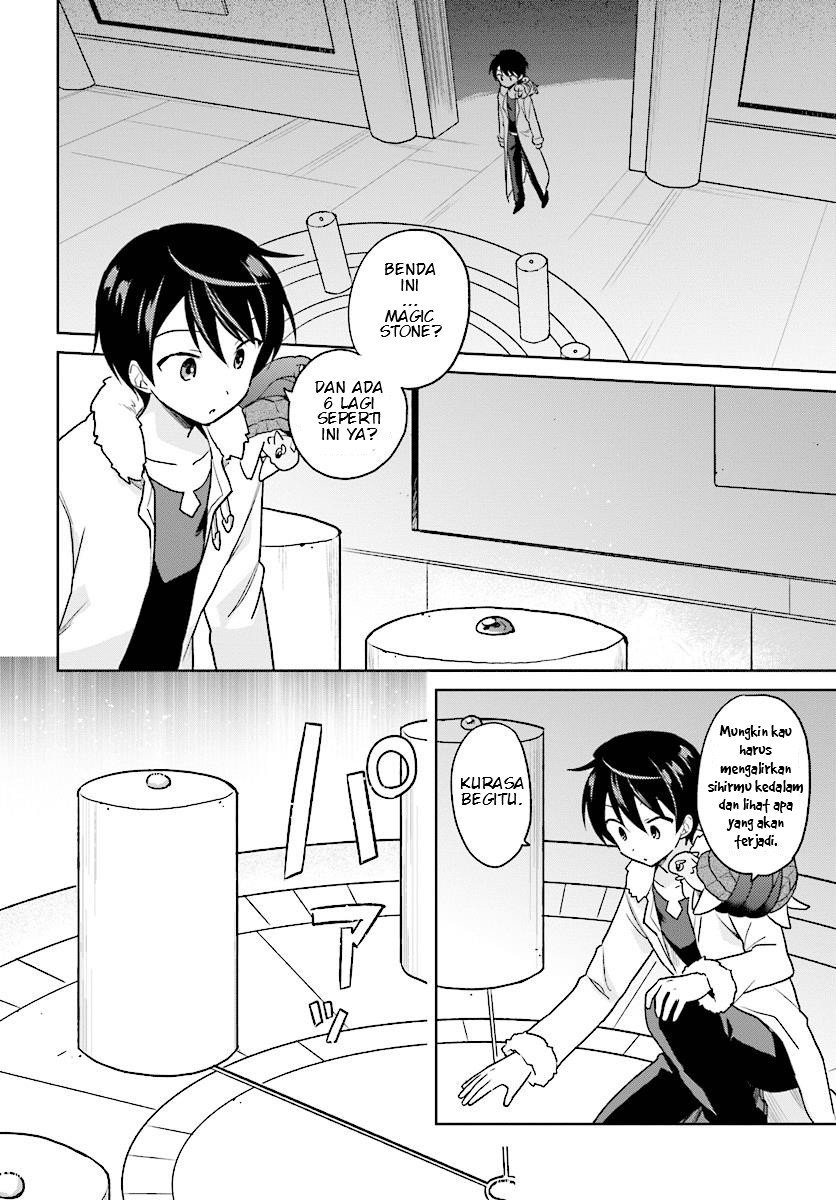 BENDA
INI
...
MAGIC
STONE?
DAN ADA
6 LAGI
SEPERTI
INI YA?
Mungkin kau
harus
mengalirkan
sihirmu kedalam
dan lihat apa
yang akan
terjadi.
KURASA
BEGITU.
パアア